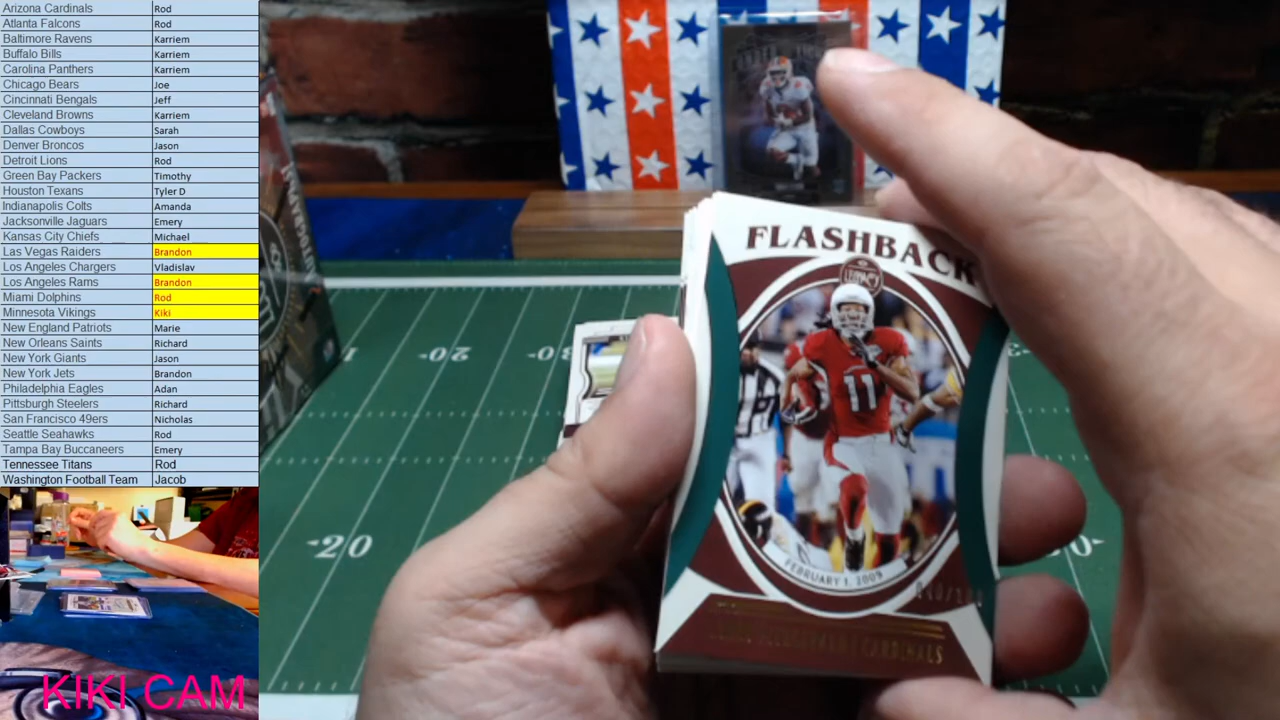 Arizona Cardinals Rod
Atlanta Falcons Rod
Baltimore Ravens Karriem
Buffalo Bills Karriem
Carolina Panthers Karriem
Chicago Bears Joe
Cincinnati Bengals Jeff
Cleveland Browns Karriem
Dallas Cowboys Sarah
Denver Broncos Jason
Detroit Lions Rod
Green Bay Packers Timothy
Houston Texans Tyler D
Indianapolis Colts Amanda
Jacksonville Jaguars Emery
Kansas City Chiefs Michael
Las Vegas Raiders Brandon
Los Angeles Chargers Vladislav
Los Angeles Rams Brandon
Miami Dolphins Rod
Minnesota Vikings Kiki
New England Patriots Marie
New Orleans Saints Richard
New York Giants Jason
New York Jets Brandon
Philadelphia Eagles Adan
Pittsburgh Steelers Richard
San Francisco 49ers Nicholas
Seattle Seahawks Rod
Tampa Bay Buccaneers Emery
Tennessee Titans Rod
Washington Football Team Jacob
KIKI CAM
FLASHBACK
LEGACY
11
FEBRUARY 1, 2009
CARDINALS
20
20